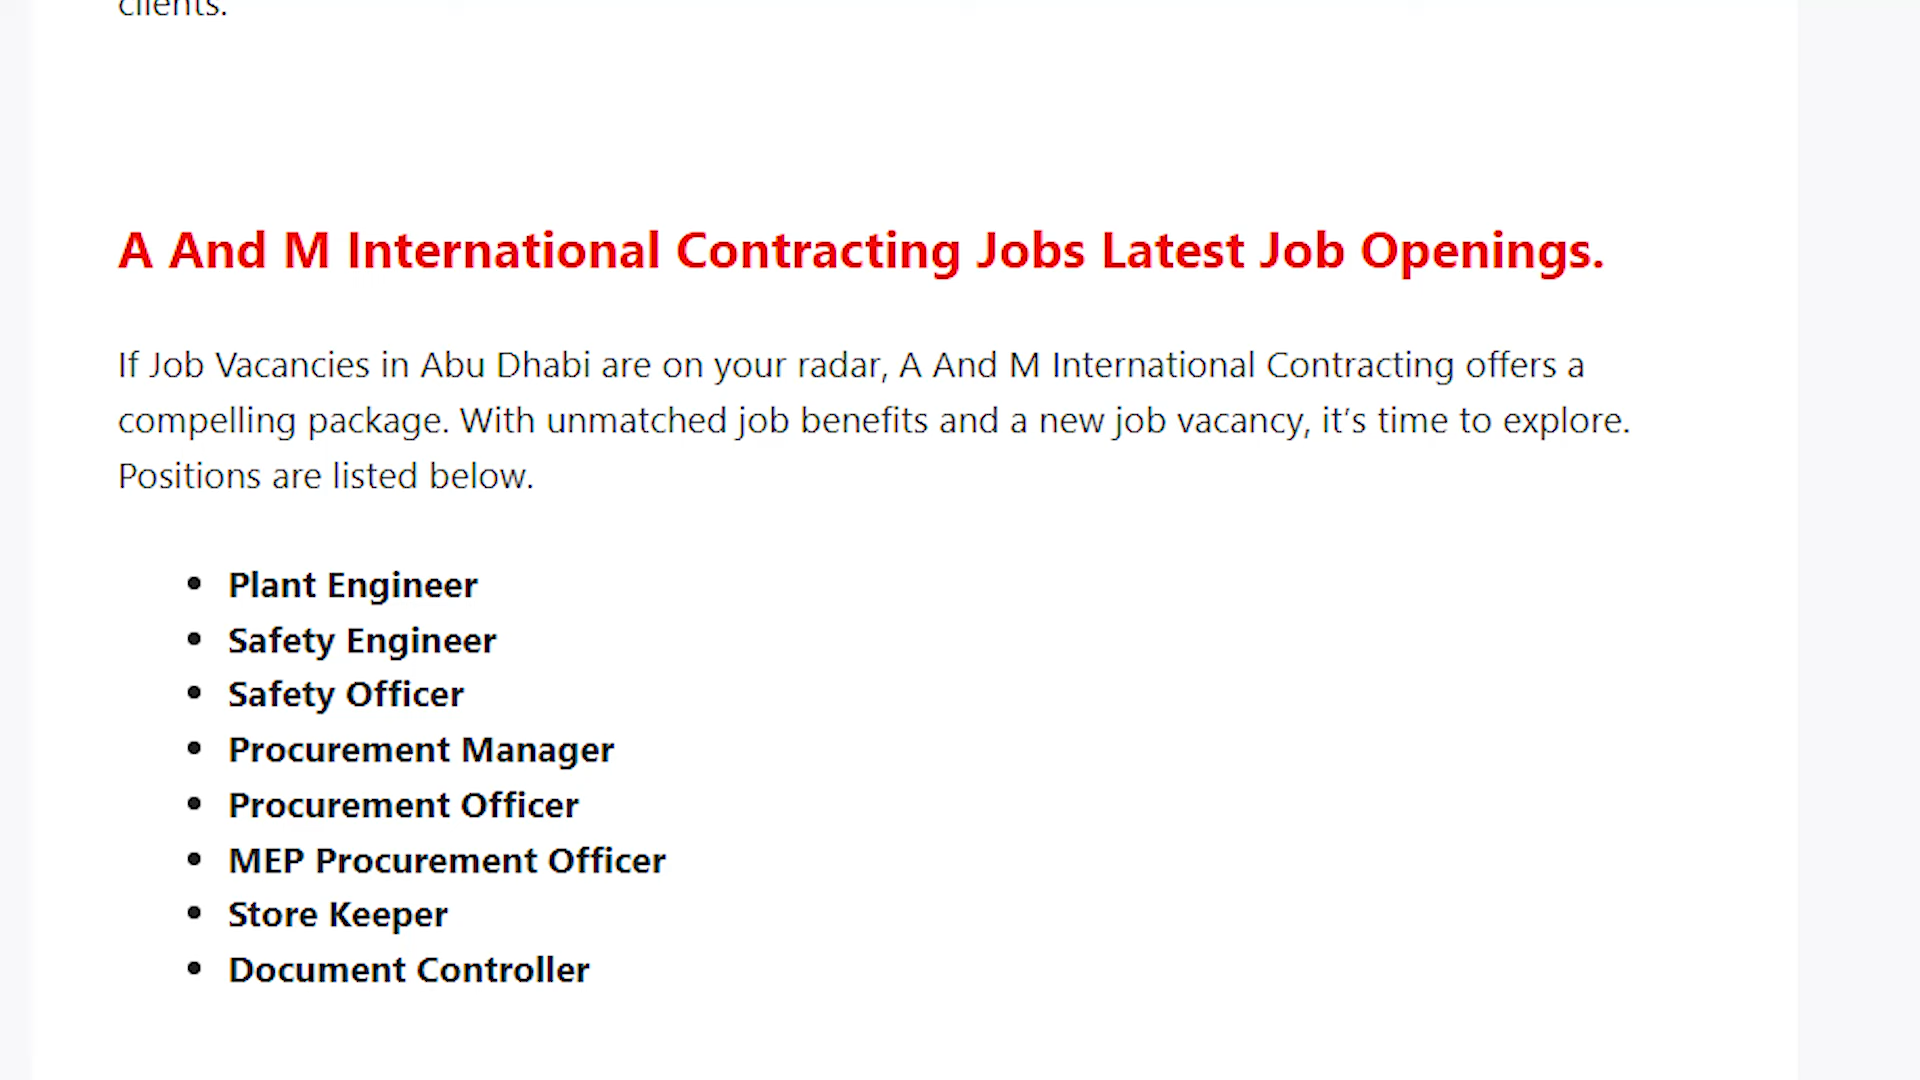 clients.
A And M International Contracting Jobs Latest Job Openings.
If Job Vacancies in Abu Dhabi are on your radar, A And M International Contracting offers a
compelling package. With unmatched job benefits and a new job vacancy, it’s time to explore.
Positions are listed below.
• Plant Engineer
• Safety Engineer
• Safety Officer
• Procurement Manager
• Procurement Officer
• MEP Procurement Officer
• Store Keeper
• Document Controller